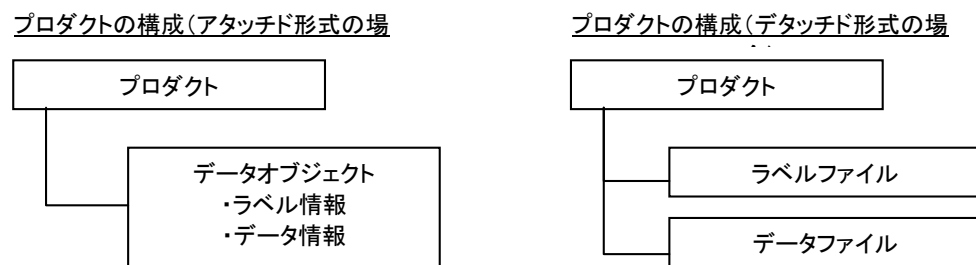 プロダクトの構成(アタッチド形式の場
プロダクト
データオブジェクト
・ラベル情報
・データ情報
プロダクトの構成(デタッチド形式の場
プロダクト
ラベルファイル
データファイル